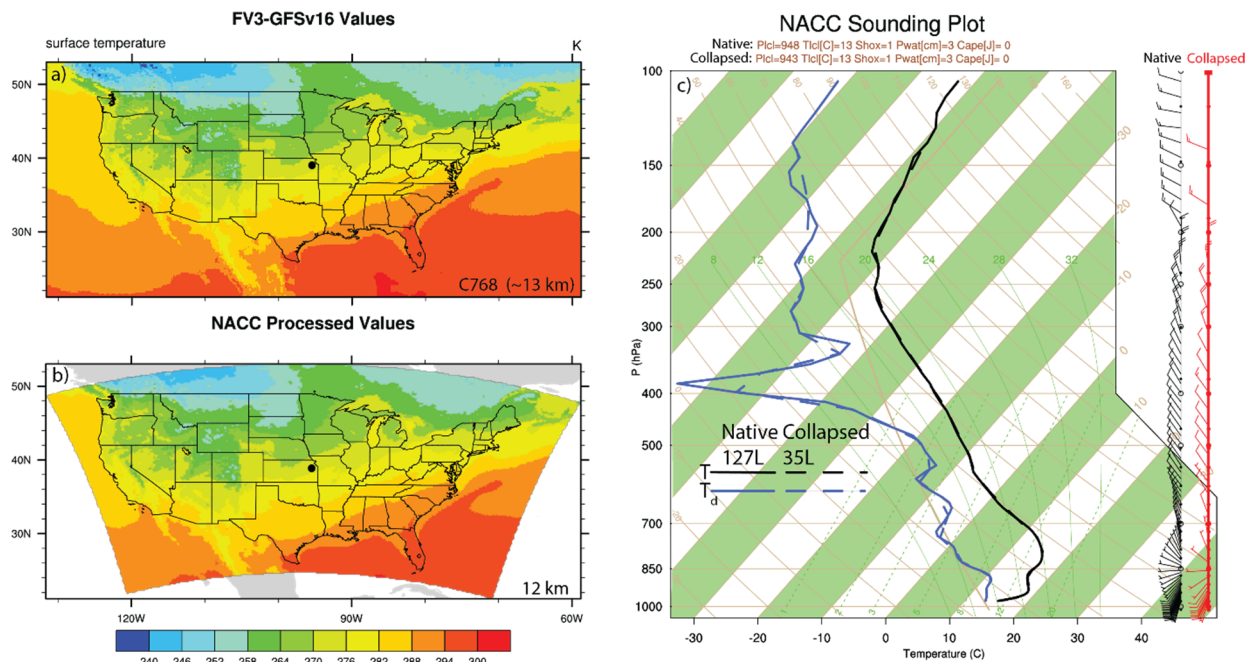 FV3-GFSv16 Values
surface temperature K
a)
50N
40N
30N
C768 (~13 km)
NACC Processed Values
b)
50N
40N
30N
12 km
120W 90W 60W
240 246 252 258 264 270 276 282 288 294 300
NACC Sounding Plot
Native: Plcl=948 Tlcl[C]=13 Shox=1 Pwat[cm]=3 Cape[J]= 0
Collapsed: Plcl=943 Tlcl[C]=13 Shox=1 Pwat[cm]=3 Cape[J]= 0
Native Collapsed
c)
100
150
200
250
300
400
500
700
850
1000
P (hPa)
8 12 16 20 24 28 32
Native Collapsed
127L 35L
T
Td
-30 -20 -10 0 10 20 30 40
Temperature (C)